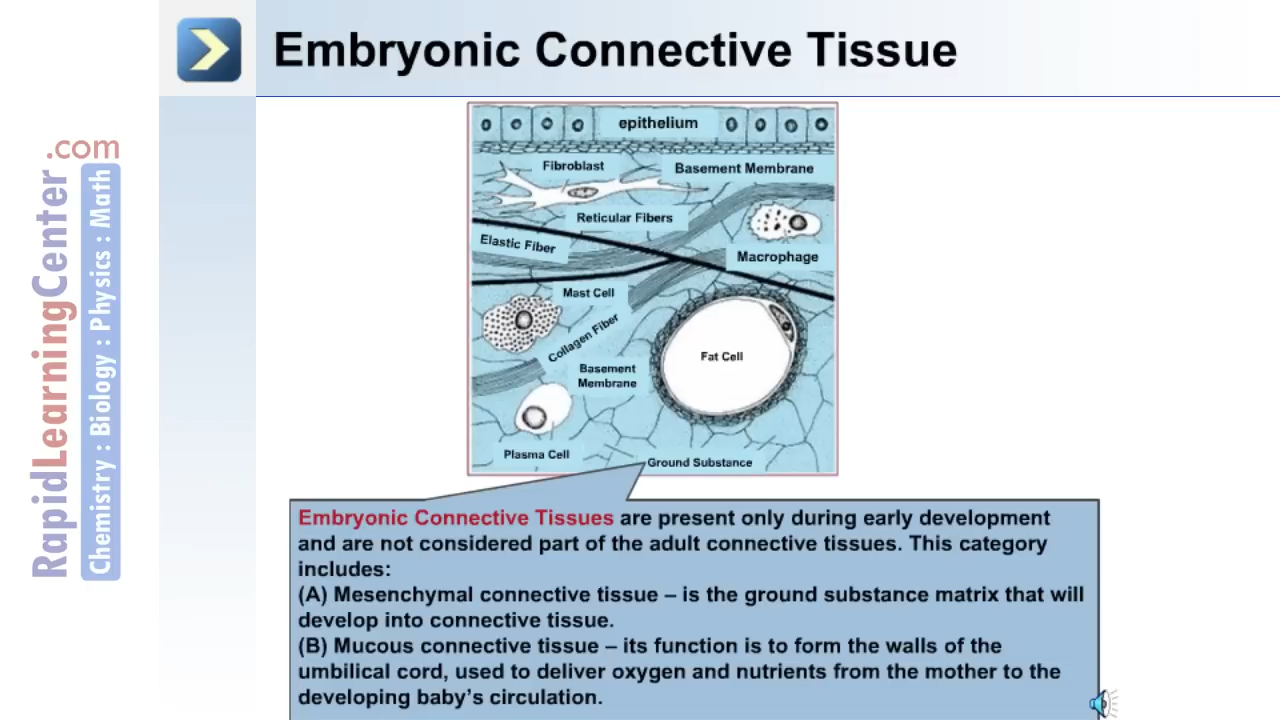 Embryonic Connective Tissue
RapidLearningCenter.com
Chemistry : Biology : Physics : Math
epithelium
Fibroblast
Basement Membrane
Reticular Fibers
Elastic Fiber
Macrophage
Mast Cell
Collagen Fiber
Fat Cell
Basement
Membrane
Plasma Cell
Ground Substance
Embryonic Connective Tissues are present only during early development
and are not considered part of the adult connective tissues. This category
includes:
(A) Mesenchymal connective tissue – is the ground substance matrix that will
develop into connective tissue.
(B) Mucous connective tissue – its function is to form the walls of the
umbilical cord, used to deliver oxygen and nutrients from the mother to the
developing baby’s circulation.